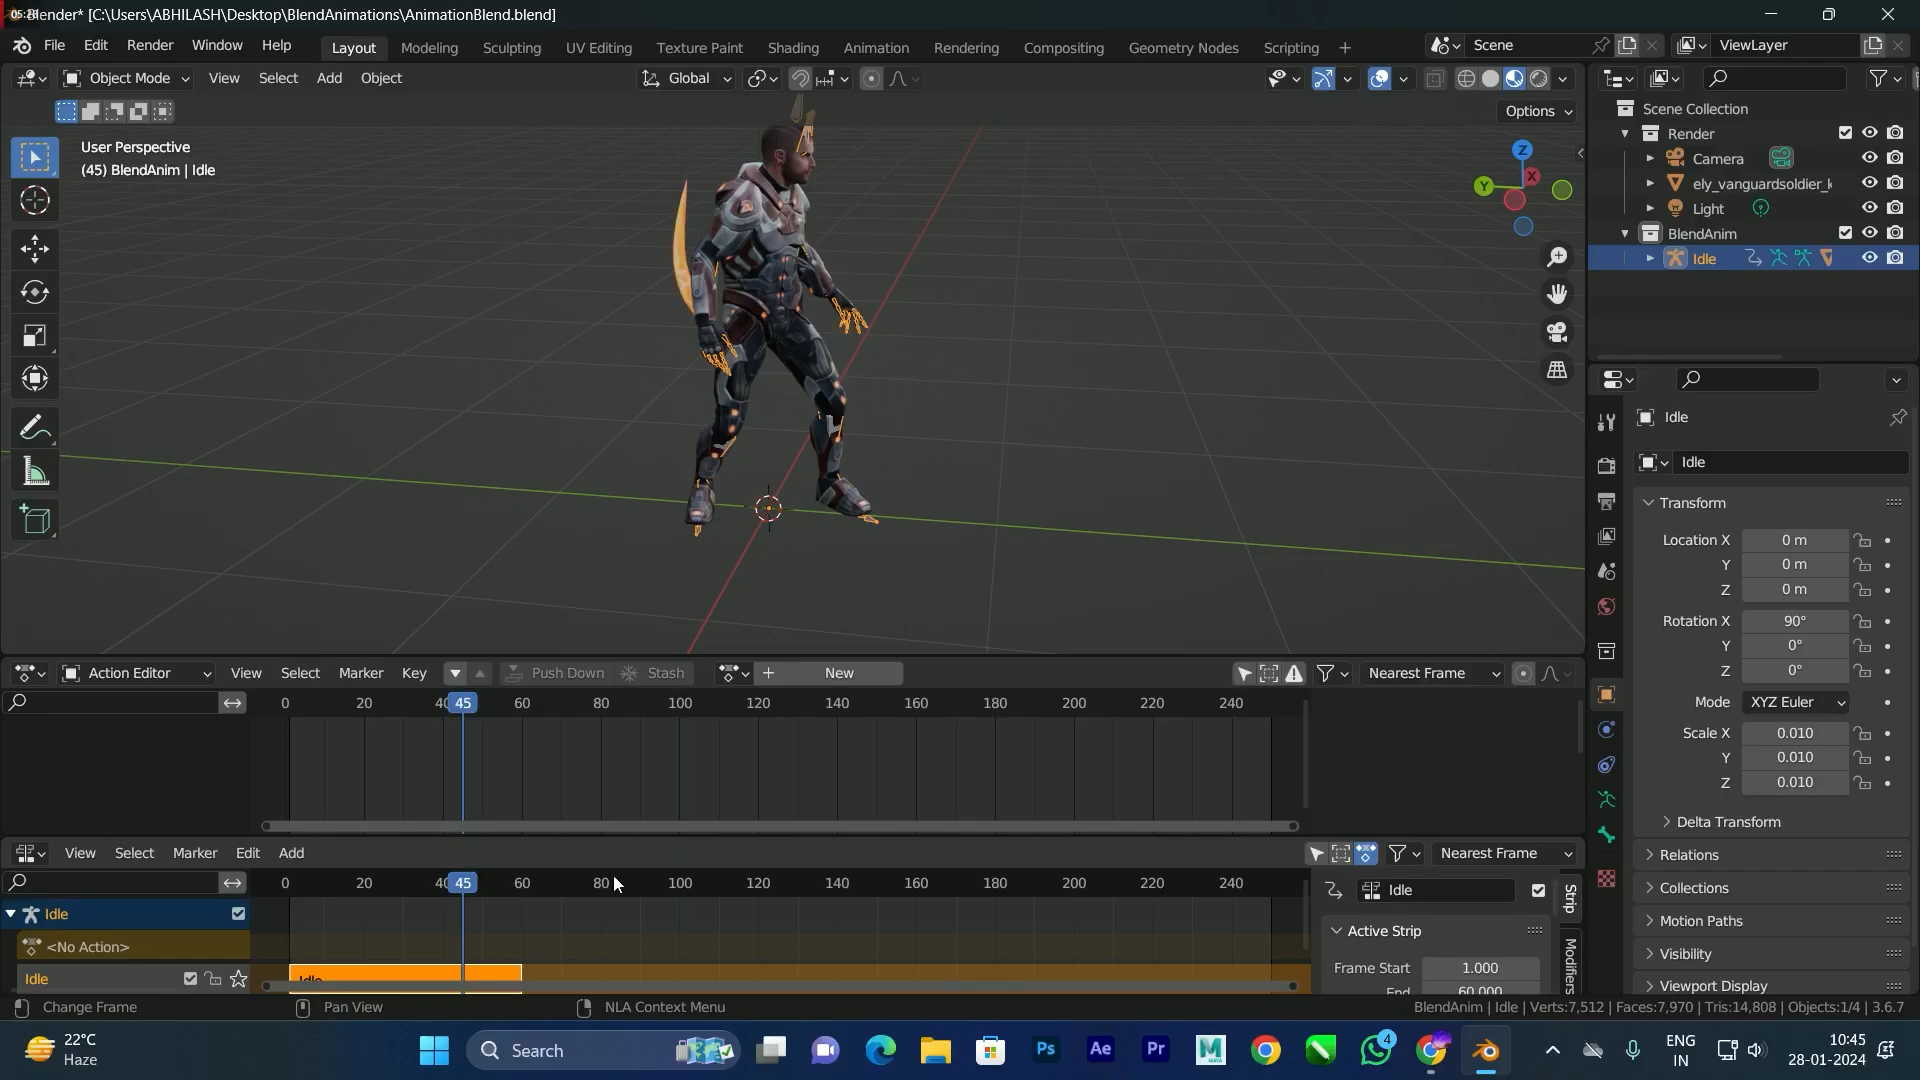 Blender* [C:\Users\ABHILASH\Desktop\BlendAnimations\AnimationBlend.blend]
File Edit Render Window Help Layout Modeling Sculpting UV Editing Texture Paint Shading Animation Rendering Compositing Geometry Nodes Scripting + Scene ViewLayer
Object Mode View Select Add Object Global
Options
User Perspective
(45) BlendAnim | Idle
Z
Y
X
Scene Collection
Render
Camera
ely_vanguardsoldier_k
Light
BlendAnim
Idle
Idle
Idle
Transform
Location X 0 m
Y 0 m
Z 0 m
Rotation X 90°
Y 0°
Z 0°
Mode XYZ Euler
Scale X 0.010
Y 0.010
Z 0.010
Delta Transform
Relations
Collections
Motion Paths
Visibility
Viewport Display
Action Editor View Select Marker Key Push Down Stash New Nearest Frame
0 20 40 45 60 80 100 120 140 160 180 200 220 240
View Select Marker Edit Add Nearest Frame
0 20 40 45 60 80 100 120 140 160 180 200 220 240
Idle
<No Action>
Idle
Idle
Idle
Strip
Active Strip
Modifiers
Frame Start 1.000
End 60.000
Change Frame Pan View NLA Context Menu BlendAnim | Idle | Verts:7,512 | Faces:7,970 | Tris:14,808 | Objects:1/4 | 3.6.7
22°C
Haze
Search
Ps
Ae
Pr
M
4
ENG
IN
10:45
28-01-2024